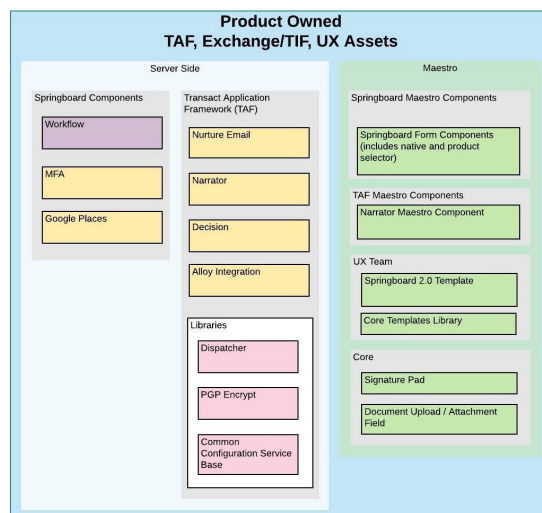 Product Owned
TAF, Exchange/TIF, UX Assets
Server Side
Springboard Components
Workflow
MFA
Google Places
Transact Application
Framework (TAF)
Nurture Email
Narrator
Decision
Alloy Integration
Libraries
Dispatcher
PGP Encrypt
Common
Configuration Service
Base
Maestro
Springboard Maestro Components
Springboard Form Components
(includes native and product
selector)
TAF Maestro Components
Narrator Maestro Component
UX Team
Springboard 2.0 Template
Core Templates Library
Core
Signature Pad
Document Upload / Attachment
Field